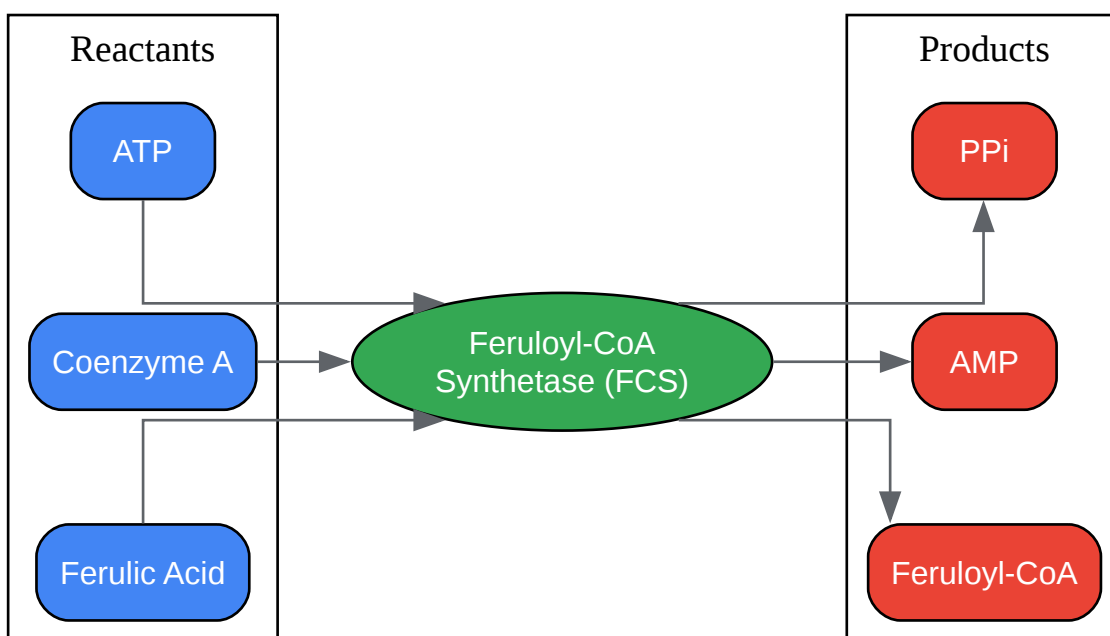 Reactants
Products
ATP
PPi
Coenzyme A
Feruloyl-CoA
Synthetase (FCS)
AMP
Ferulic Acid
Feruloyl-CoA